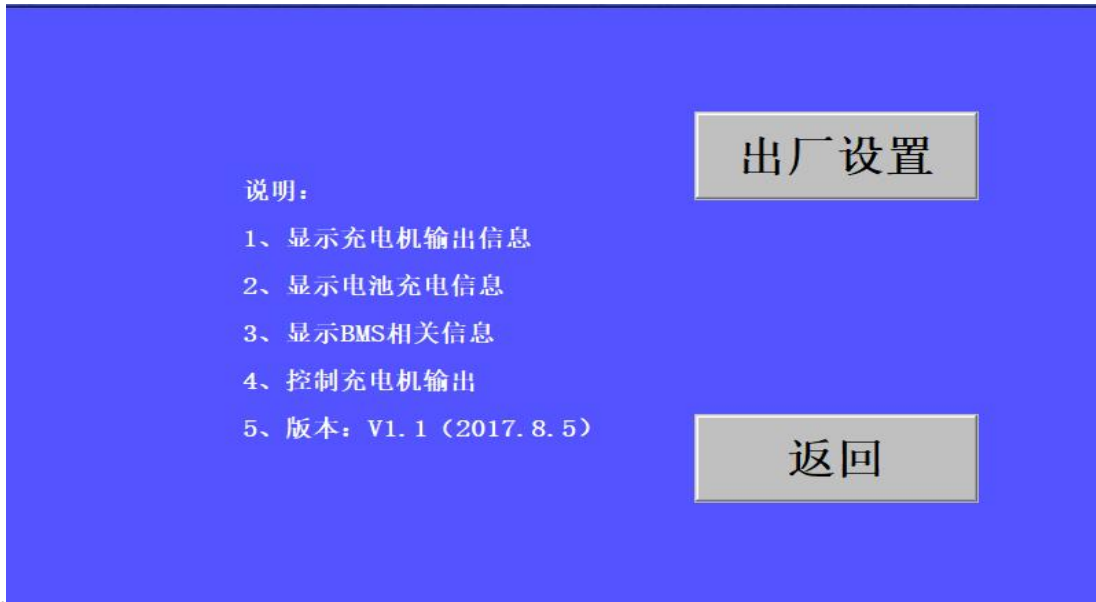 出厂设置
说明：
1、显示充电机输出信息
2、显示电池充电信息
3、显示BMS相关信息
4、控制充电机输出
5、版本：V1.1（2017.8.5）
返回